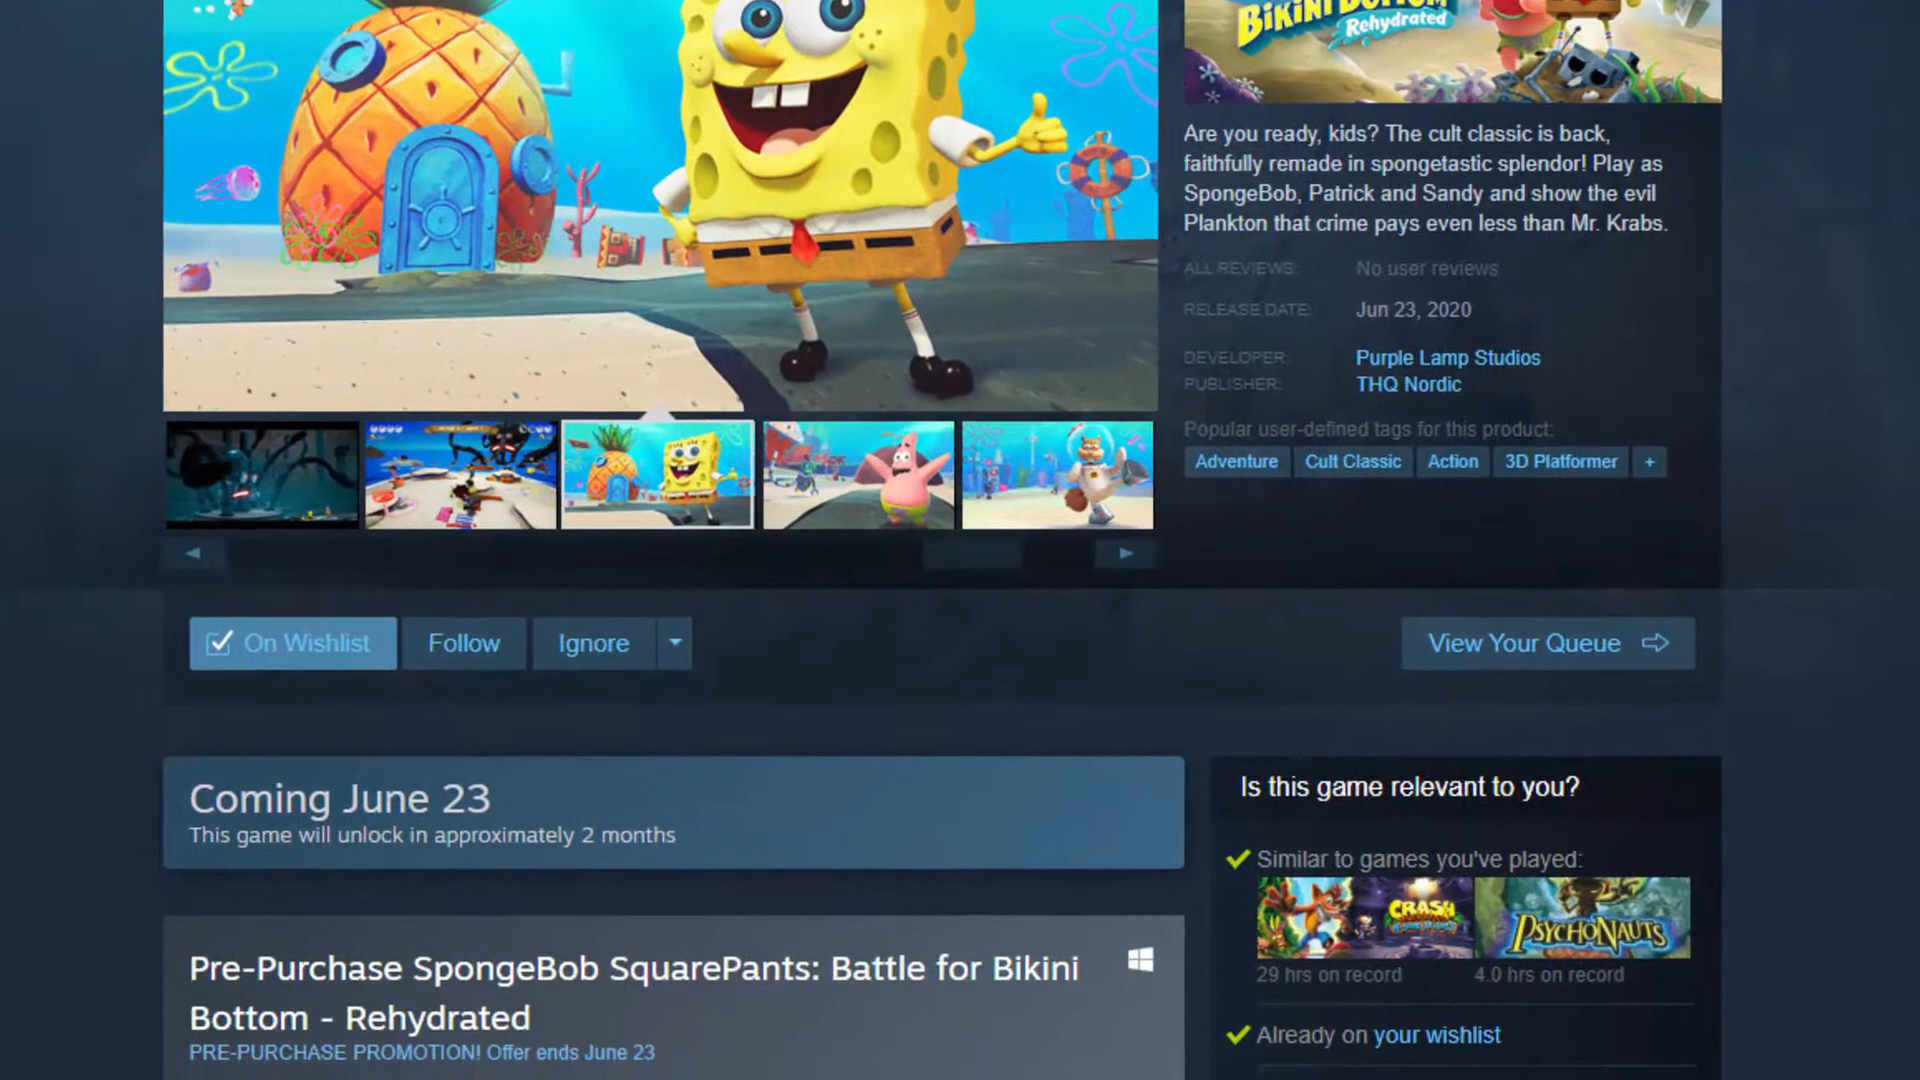 BiKiNi BOTTOM
Rehydrated
Are you ready, kids? The cult classic is back,
faithfully remade in spongetastic splendor! Play as
SpongeBob, Patrick and Sandy and show the evil
Plankton that crime pays even less than Mr. Krabs.
ALL REVIEWS: No user reviews
RELEASE DATE: Jun 23, 2020
DEVELOPER: Purple Lamp Studios
PUBLISHER: THQ Nordic
Popular user-defined tags for this product:
Adventure Cult Classic Action 3D Platformer +
On Wishlist Follow Ignore View Your Queue
Coming June 23
This game will unlock in approximately 2 months
Is this game relevant to you?
Similar to games you've played:
CRASH
PSYCHONAUTS
29 hrs on record 4.0 hrs on record
Already on your wishlist
Pre-Purchase SpongeBob SquarePants: Battle for Bikini
Bottom - Rehydrated
PRE-PURCHASE PROMOTION! Offer ends June 23